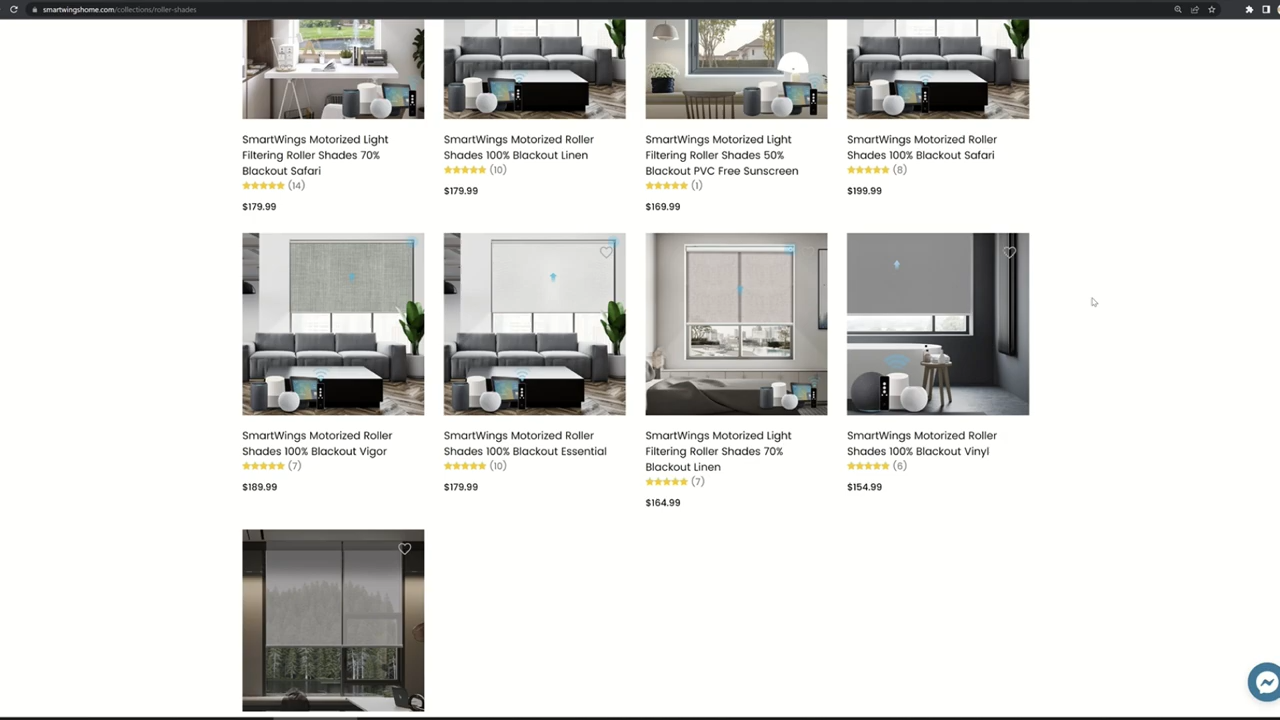 smartwingshome.com/collections/roller-shades
SmartWings Motorized Light
Filtering Roller Shades 70%
Blackout Safari
(14)
$179.99
SmartWings Motorized Roller
Shades 100% Blackout Linen
(10)
$179.99
SmartWings Motorized Light
Filtering Roller Shades 50%
Blackout PVC Free Sunscreen
(1)
$169.99
SmartWings Motorized Roller
Shades 100% Blackout Safari
(8)
$199.99
SmartWings Motorized Roller
Shades 100% Blackout Vigor
(7)
$189.99
SmartWings Motorized Roller
Shades 100% Blackout Essential
(10)
$179.99
SmartWings Motorized Light
Filtering Roller Shades 70%
Blackout Linen
(7)
$164.99
SmartWings Motorized Roller
Shades 100% Blackout Vinyl
(6)
$154.99